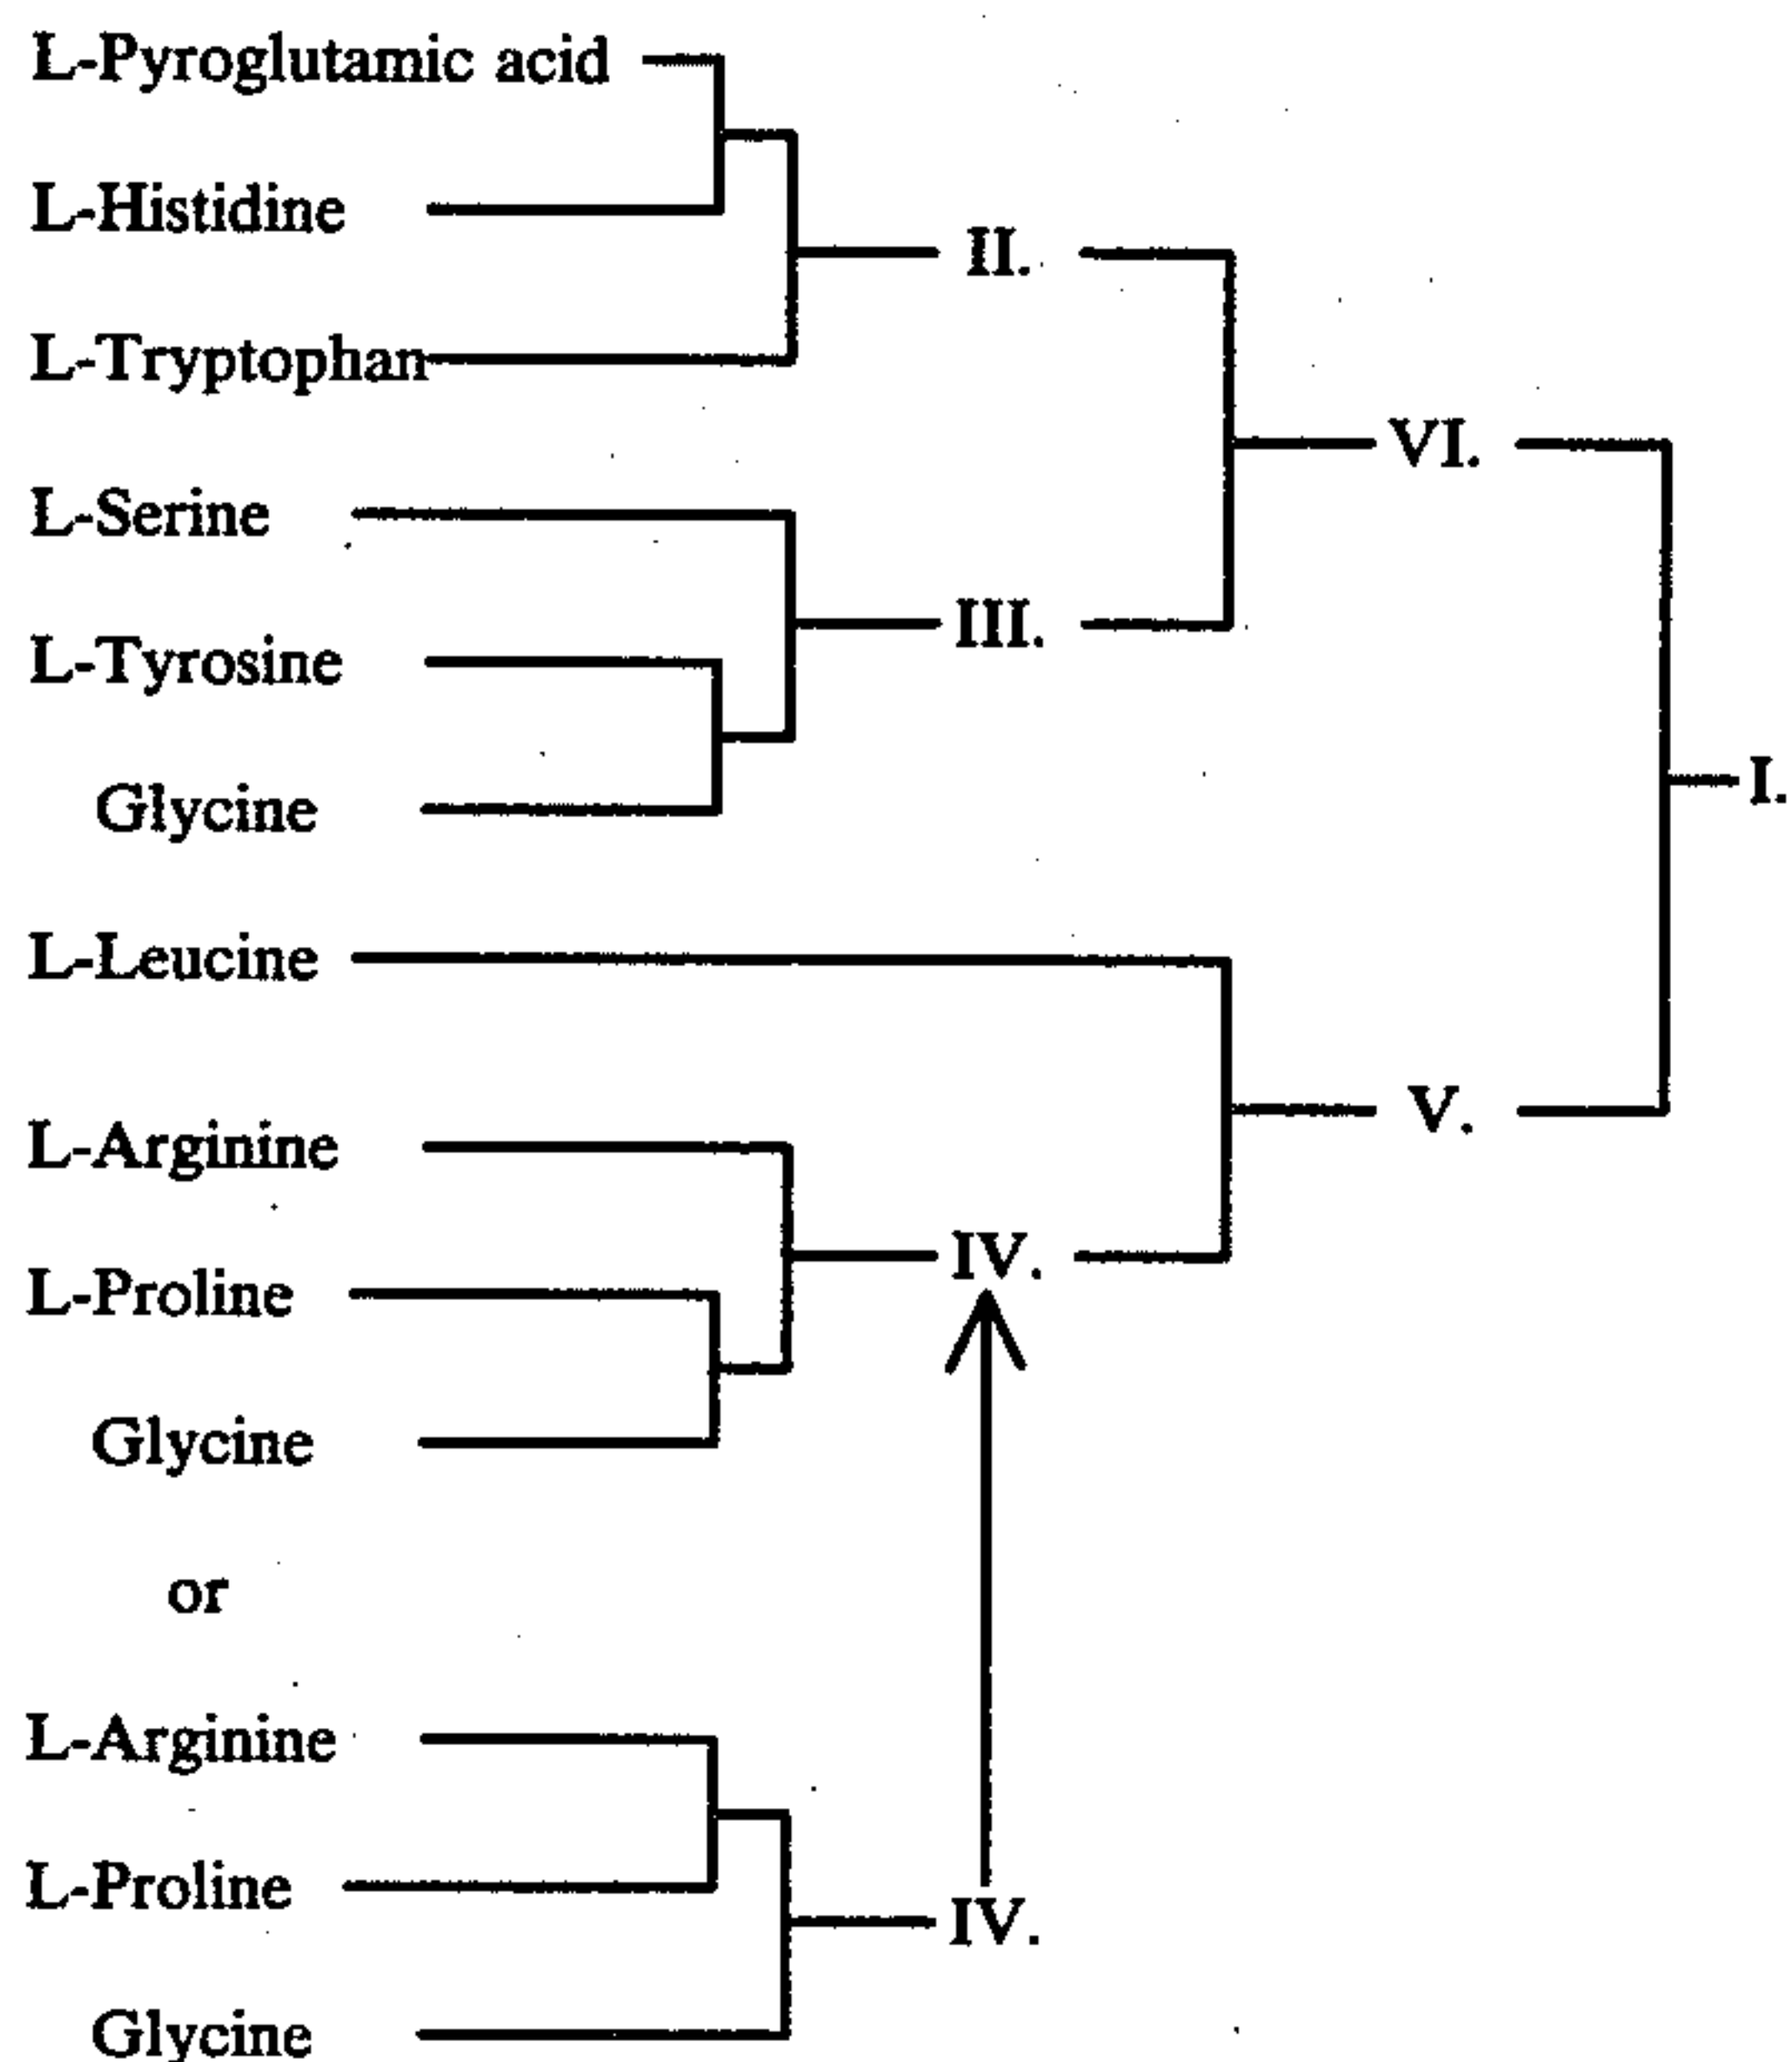 L-Pyroglutamic acid
L-Histidine
II.
L-Tryptophan
VI.
L-Serine
III.
L-Tyrosine
I.
Glycine
L-Leucine
V.
L-Arginine
IV.
L-Proline
Glycine
or
L-Arginine
L-Proline
IV.
Glycine